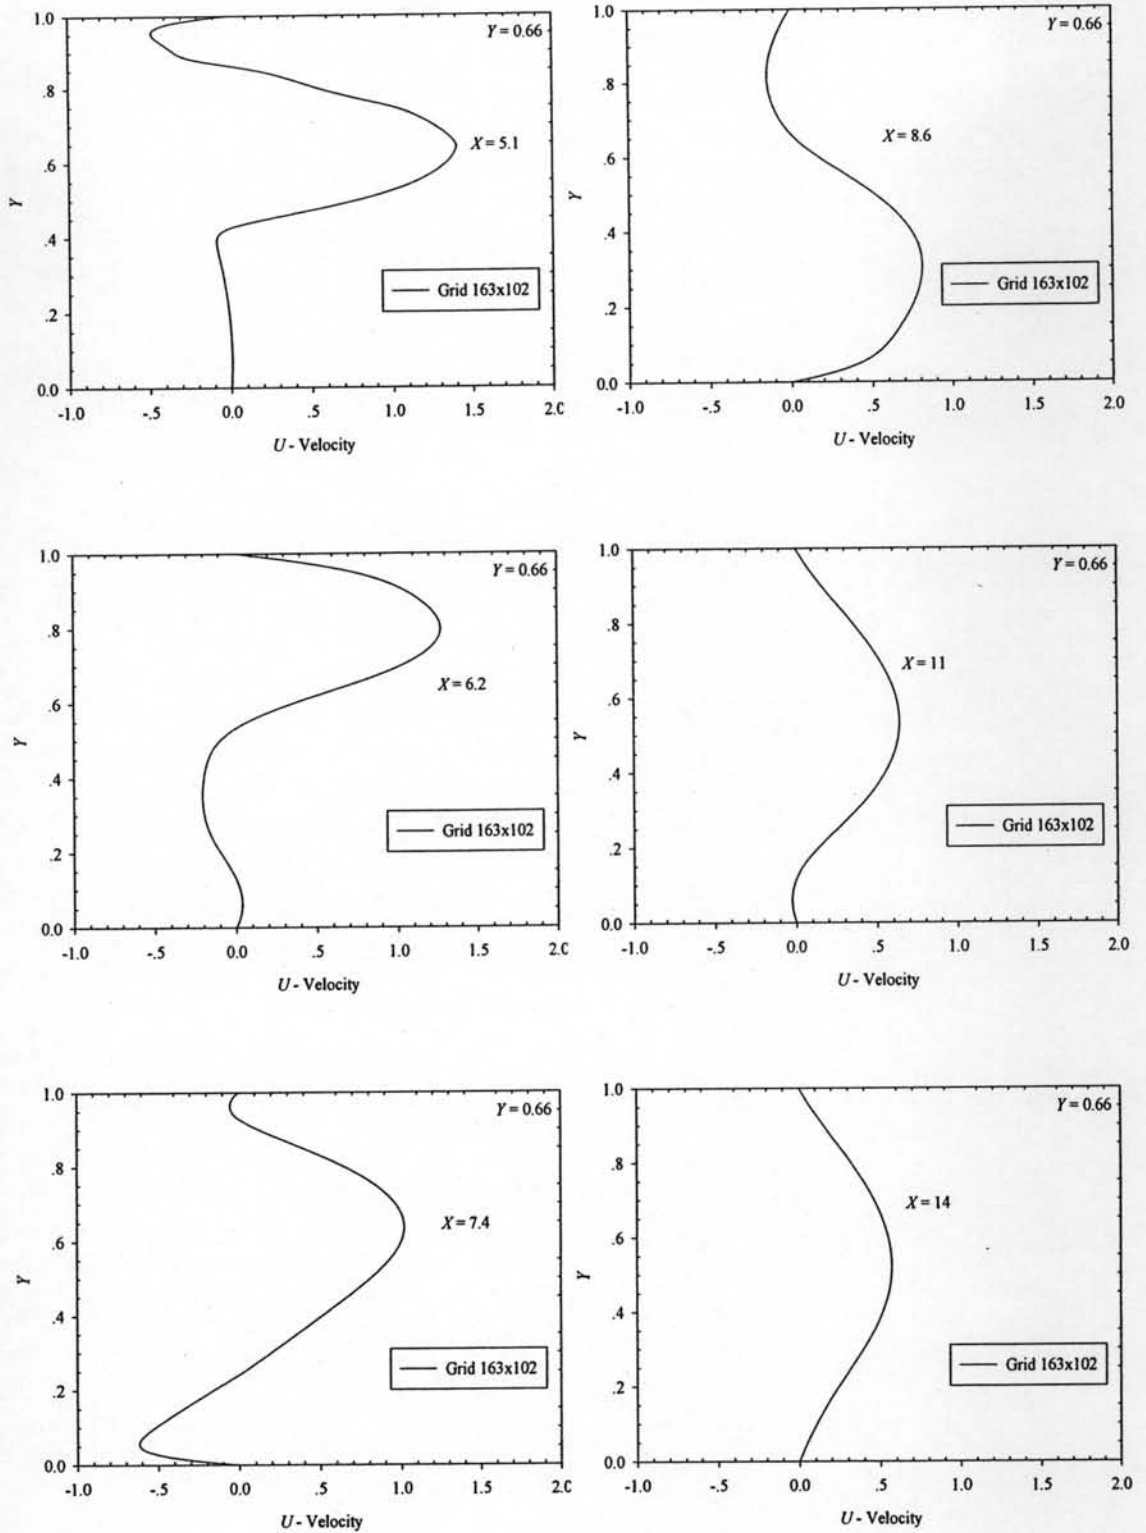 1.0
.8
.6
.4
.2
0.0
Y
Y = 0.66
X = 5.1
Grid 163x102
-1.0 -.5 0.0 .5 1.0 1.5 2.0
U - Velocity
1.0
.8
.6
.4
.2
0.0
Y
Y = 0.66
X = 8.6
Grid 163x102
-1.0 -.5 0.0 .5 1.0 1.5 2.0
U - Velocity
1.0
.8
.6
.4
.2
0.0
Y
Y = 0.66
X = 6.2
Grid 163x102
-1.0 -.5 0.0 .5 1.0 1.5 2.0
U - Velocity
1.0
.8
.6
.4
.2
0.0
Y
Y = 0.66
X = 11
Grid 163x102
-1.0 -.5 0.0 .5 1.0 1.5 2.0
U - Velocity
1.0
.8
.6
.4
.2
0.0
Y
Y = 0.66
X = 7.4
Grid 163x102
-1.0 -.5 0.0 .5 1.0 1.5 2.0
U - Velocity
1.0
.8
.6
.4
.2
0.0
Y
Y = 0.66
X = 14
Grid 163x102
-1.0 -.5 0.0 .5 1.0 1.5 2.0
U - Velocity